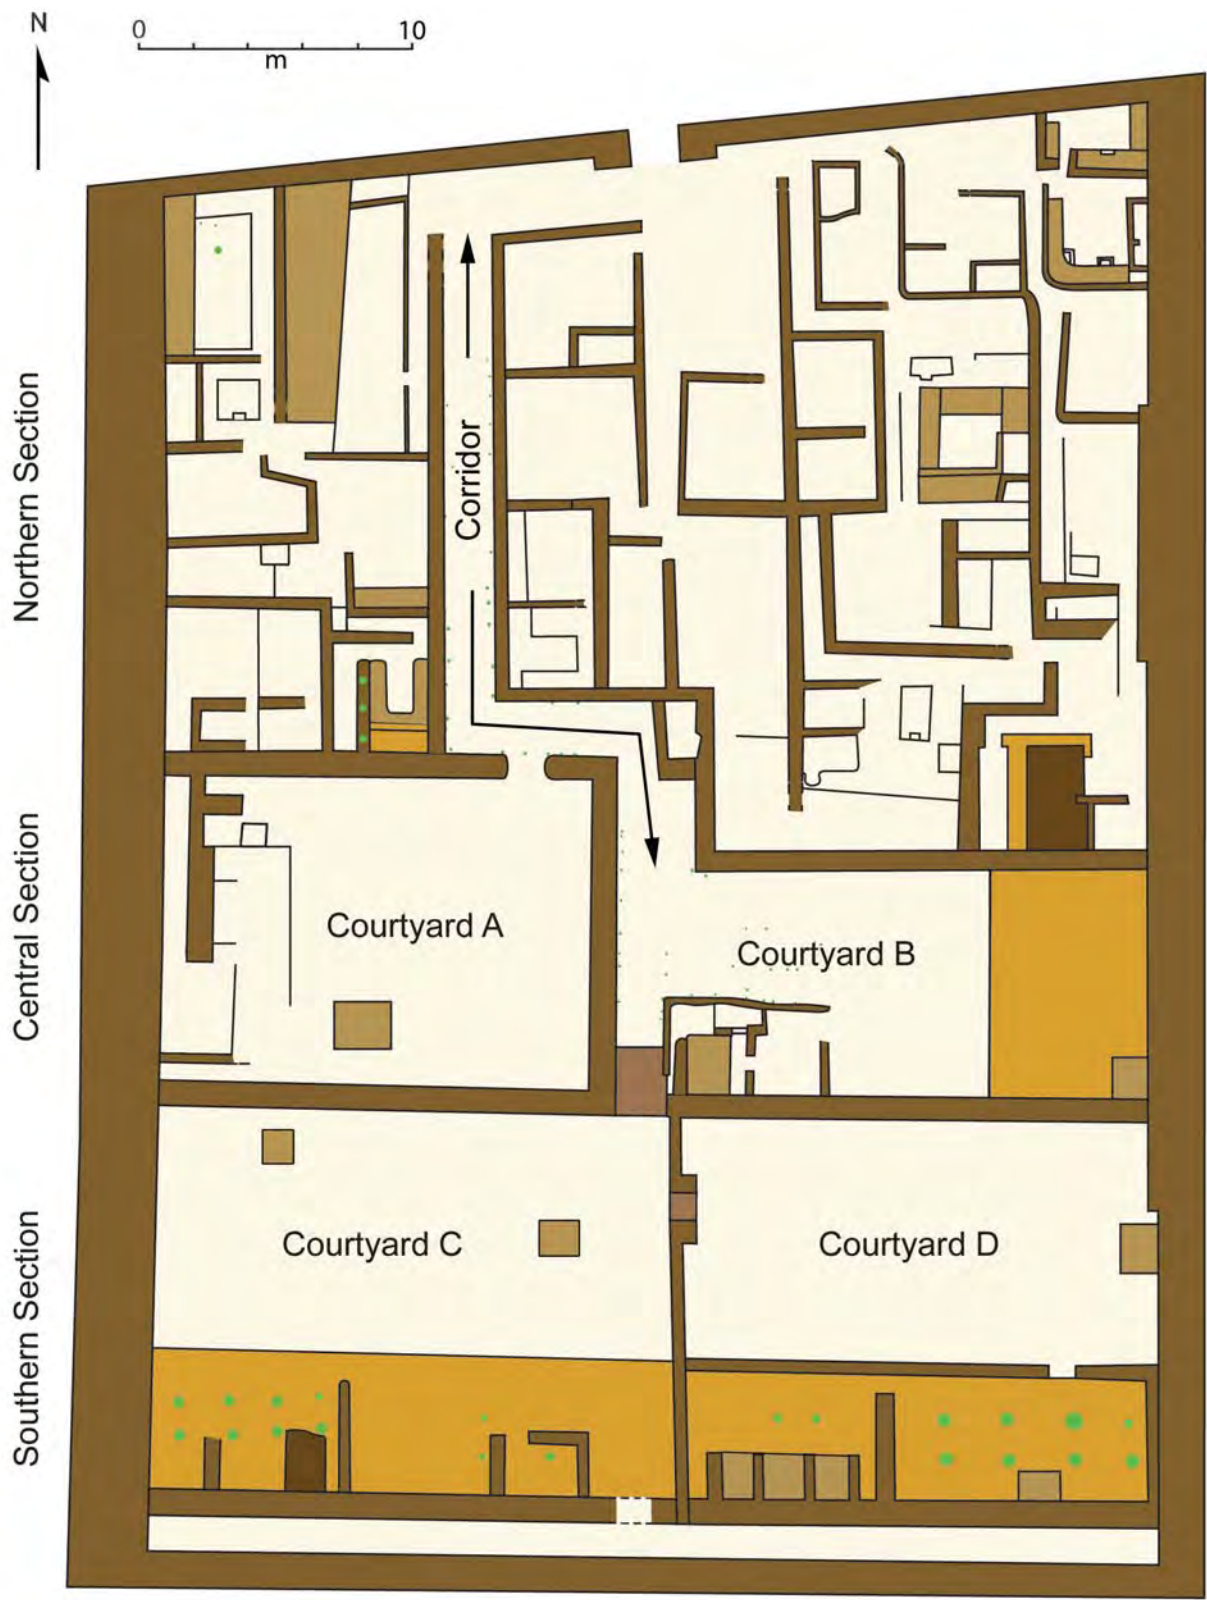 N
0 10
m
Northern Section
Corridor
Central Section
Courtyard A
Courtyard B
Southern Section
Courtyard C
Courtyard D